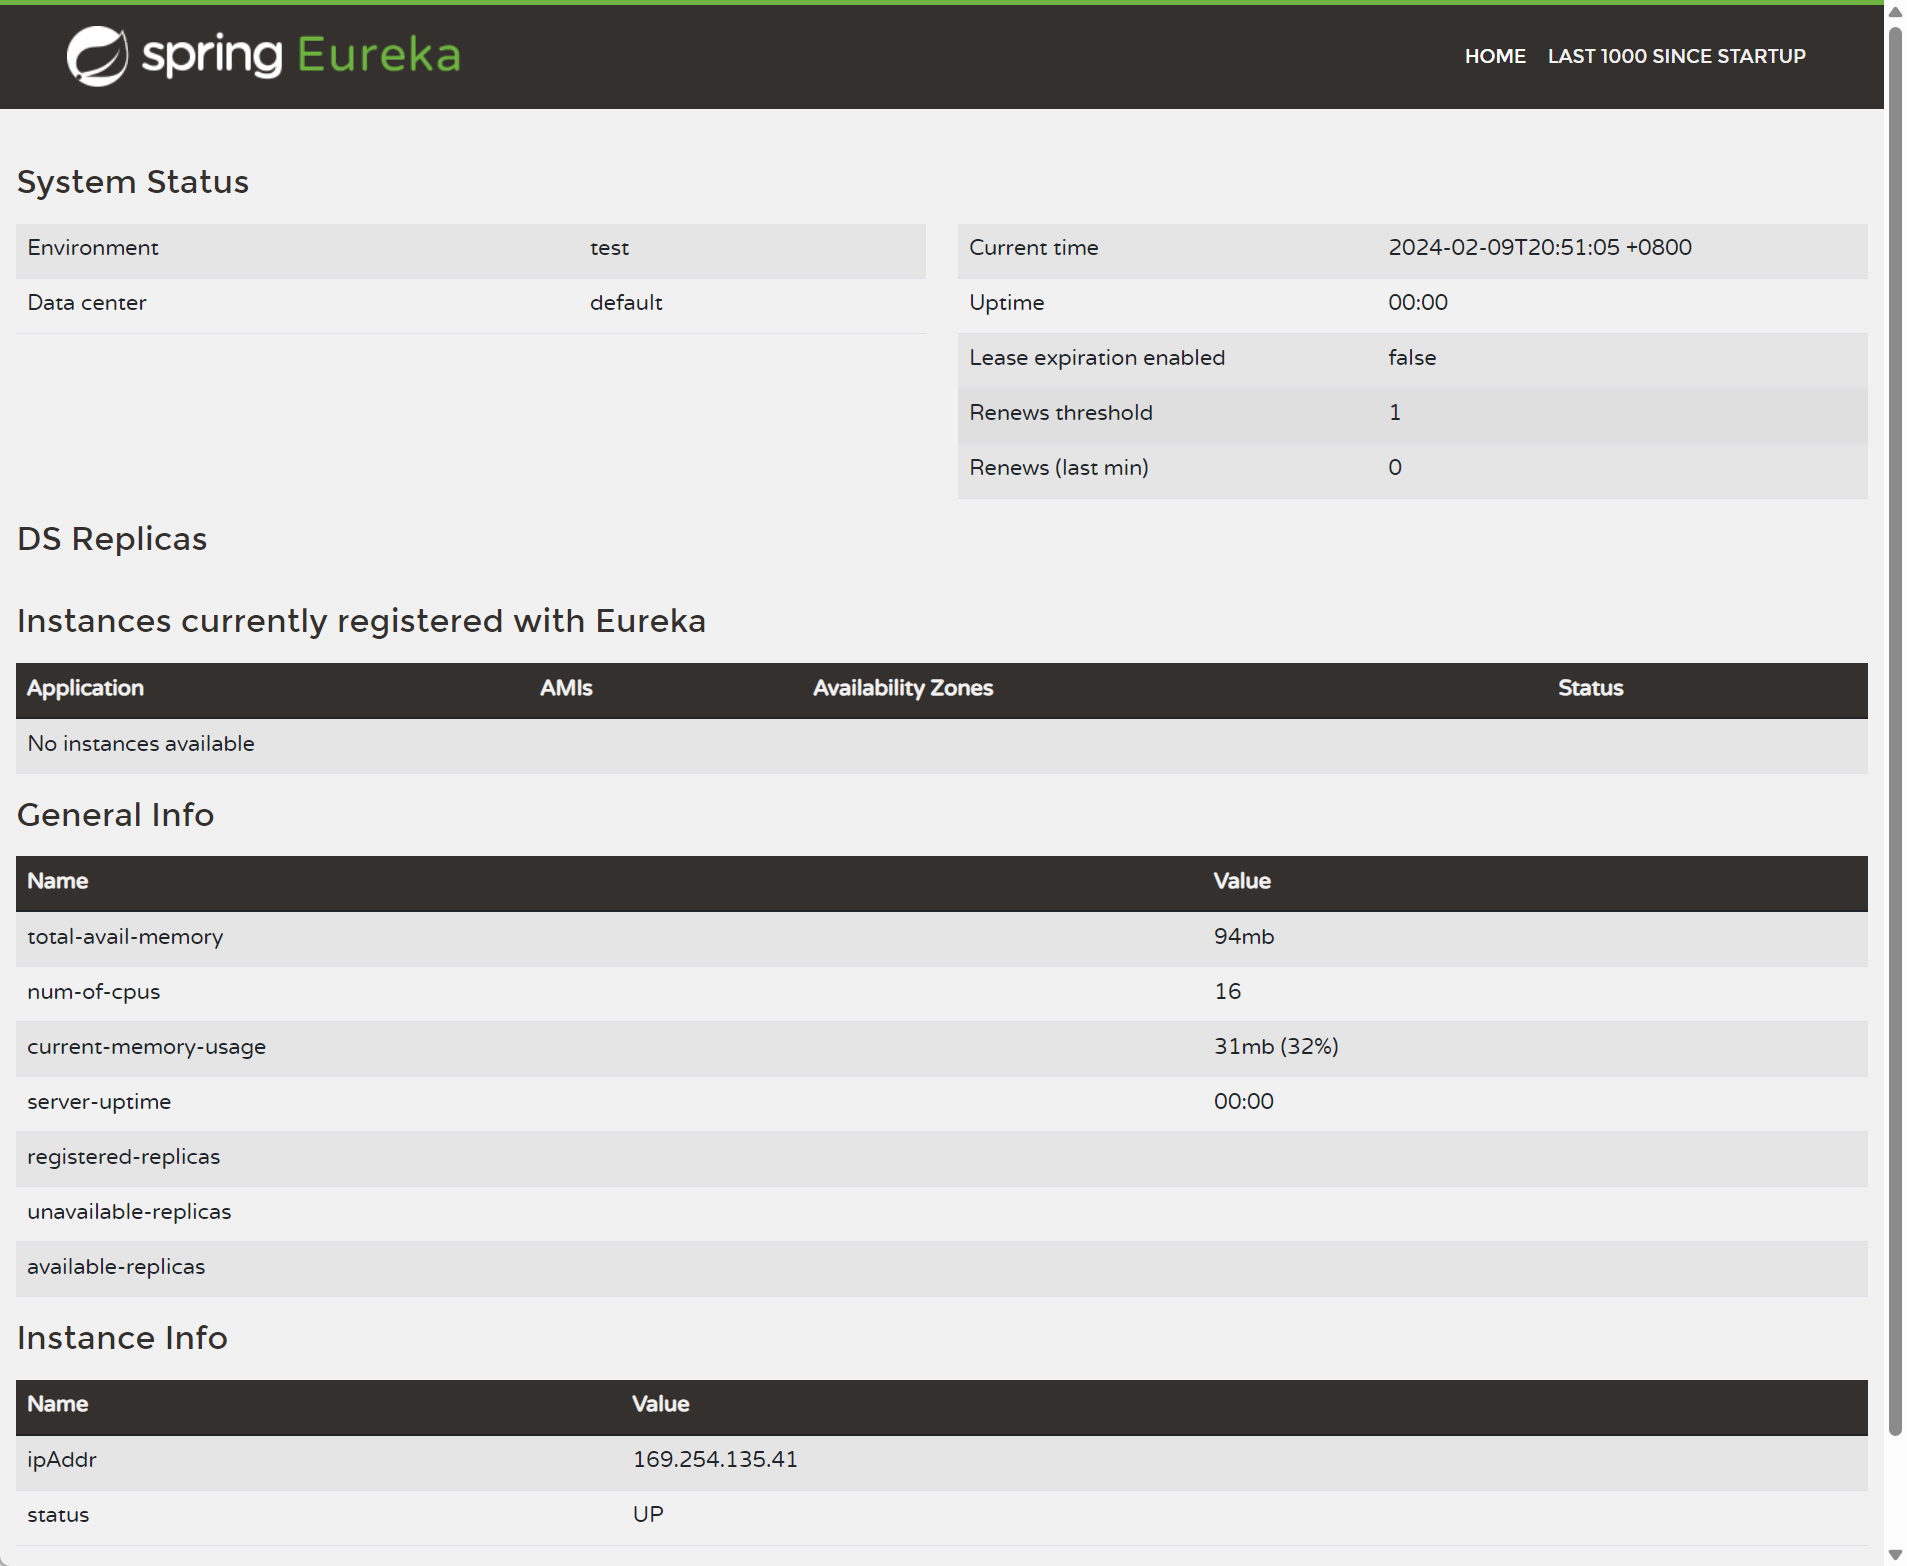 spring Eureka
HOME LAST 1000 SINCE STARTUP
System Status
Environment test
Data center default
Current time 2024-02-09T20:51:05 +0800
Uptime 00:00
Lease expiration enabled false
Renews threshold 1
Renews (last min) 0
DS Replicas
Instances currently registered with Eureka
Application AMIs Availability Zones Status
No instances available
General Info
Name Value
total-avail-memory 94mb
num-of-cpus 16
current-memory-usage 31mb (32%)
server-uptime 00:00
registered-replicas
unavailable-replicas
available-replicas
Instance Info
Name Value
ipAddr 169.254.135.41
status UP